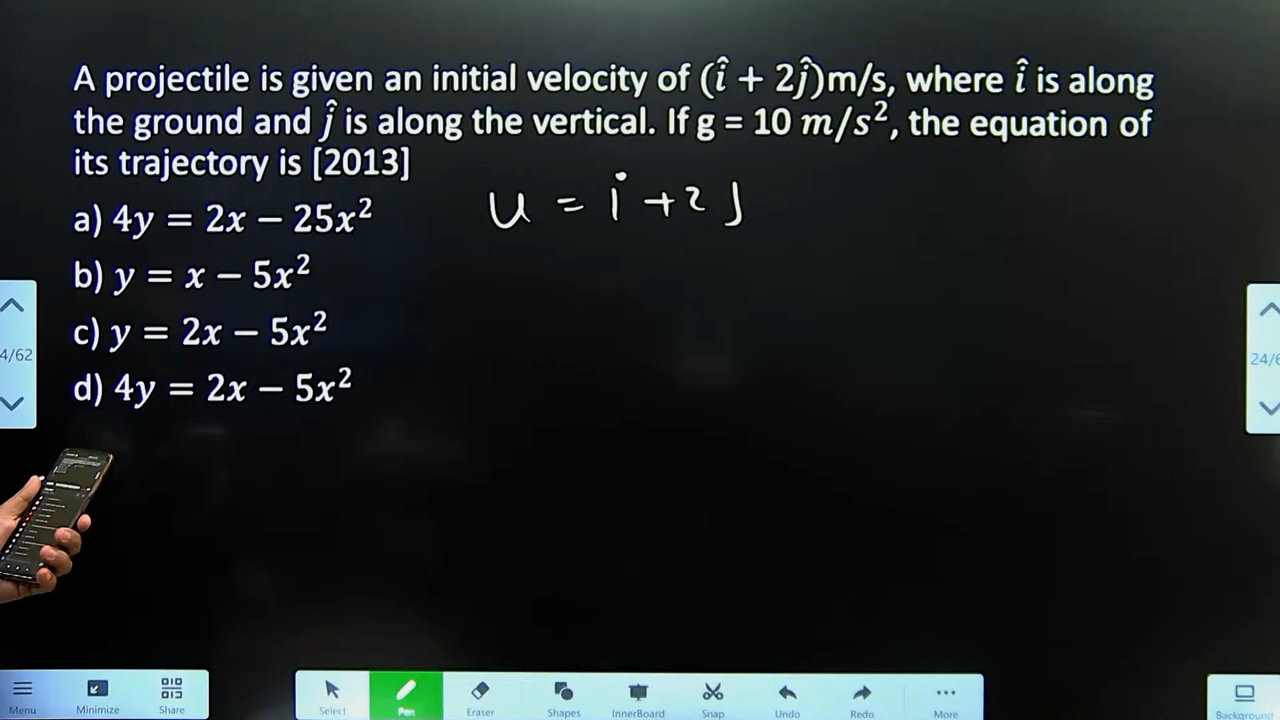 A projectile is given an initial velocity of (î + 2ĵ)m/s, where î is along
the ground and ĵ is along the vertical. If g = 10 m/s², the equation of
its trajectory is [2013]
u = i + 2 J
a) 4y = 2x − 25x²
b) y = x − 5x²
c) y = 2x − 5x²
d) 4y = 2x − 5x²
4/62
24/6
Menu
Minimize
Share
Select
Pen
Eraser
Shapes
InnerBoard
Snap
Undo
Redo
More
Background